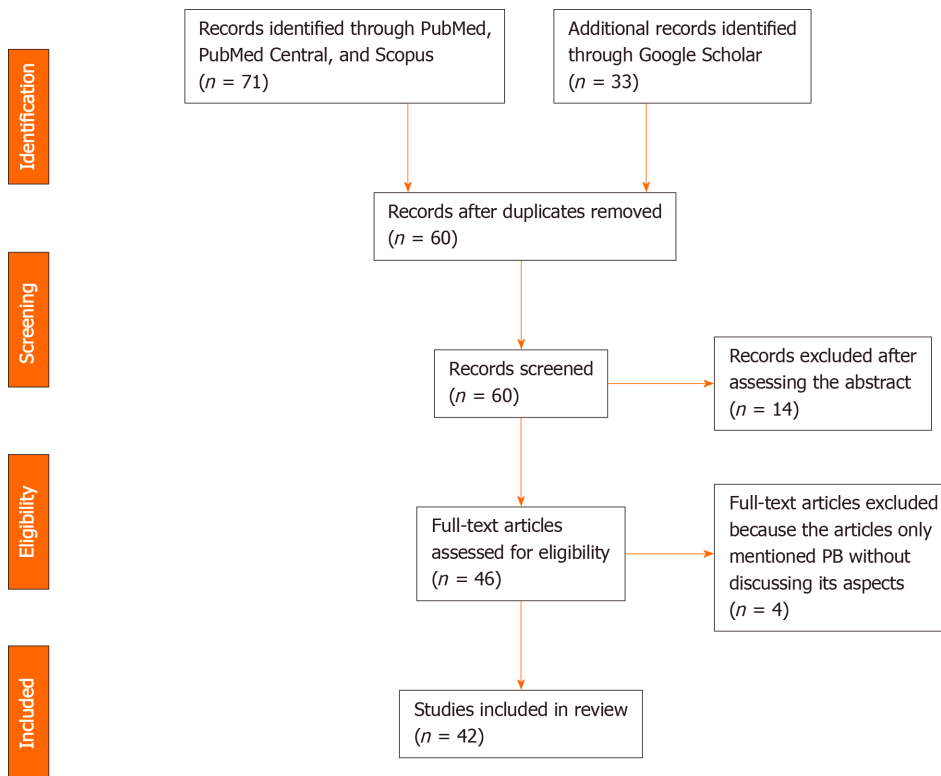 Identification
Records identified through PubMed,
PubMed Central, and Scopus
(n = 71)
Additional records identified
through Google Scholar
(n = 33)
Records after duplicates removed
(n = 60)
Screening
Records screened
(n = 60)
Records excluded after
assessing the abstract
(n = 14)
Eligibility
Full-text articles
assessed for eligibility
(n = 46)
Full-text articles excluded
because the articles only
mentioned PB without
discussing its aspects
(n = 4)
Included
Studies included in review
(n = 42)